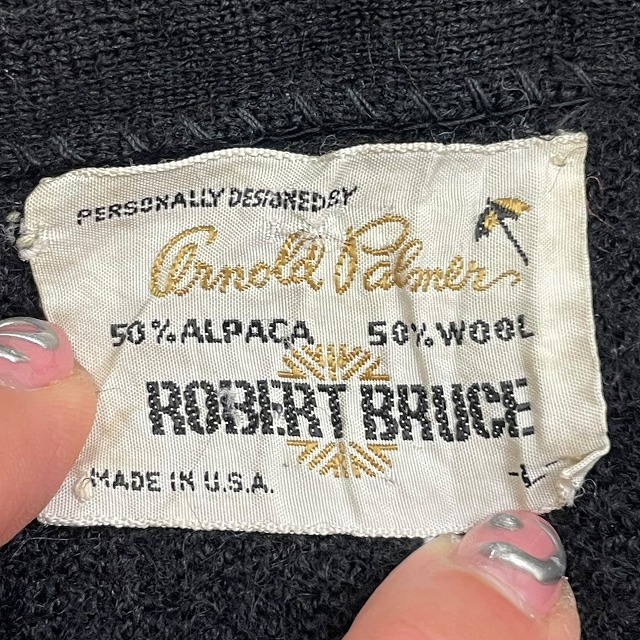 PERSONALLY DESIGNED BY
Arnold Palmer
50% ALPACA 50% WOOL
ROBERT BRUCE
MADE IN U.S.A. -L-